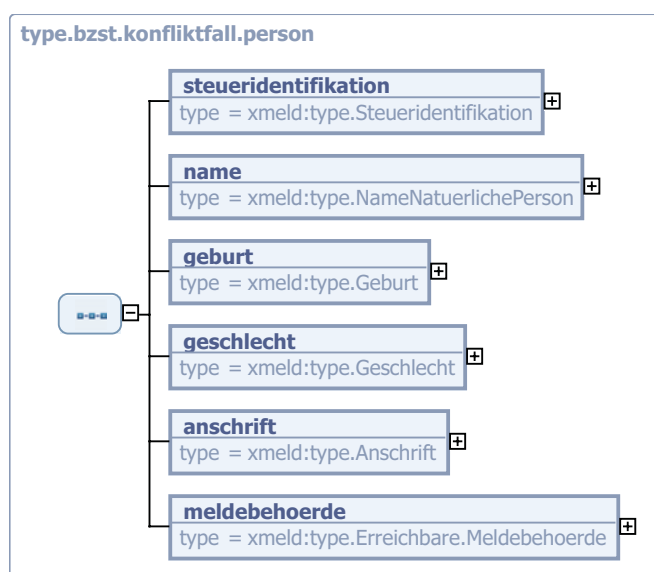 type.bzst.konfliktfall.person
steueridentifikation
type = xmeld:type.Steueridentifikation
name
type = xmeld:type.NameNatuerlichePerson
geburt
type = xmeld:type.Geburt
geschlecht
type = xmeld:type.Geschlecht
anschrift
type = xmeld:type.Anschrift
meldebehoerde
type = xmeld:type.Erreichbare.Meldebehoerde